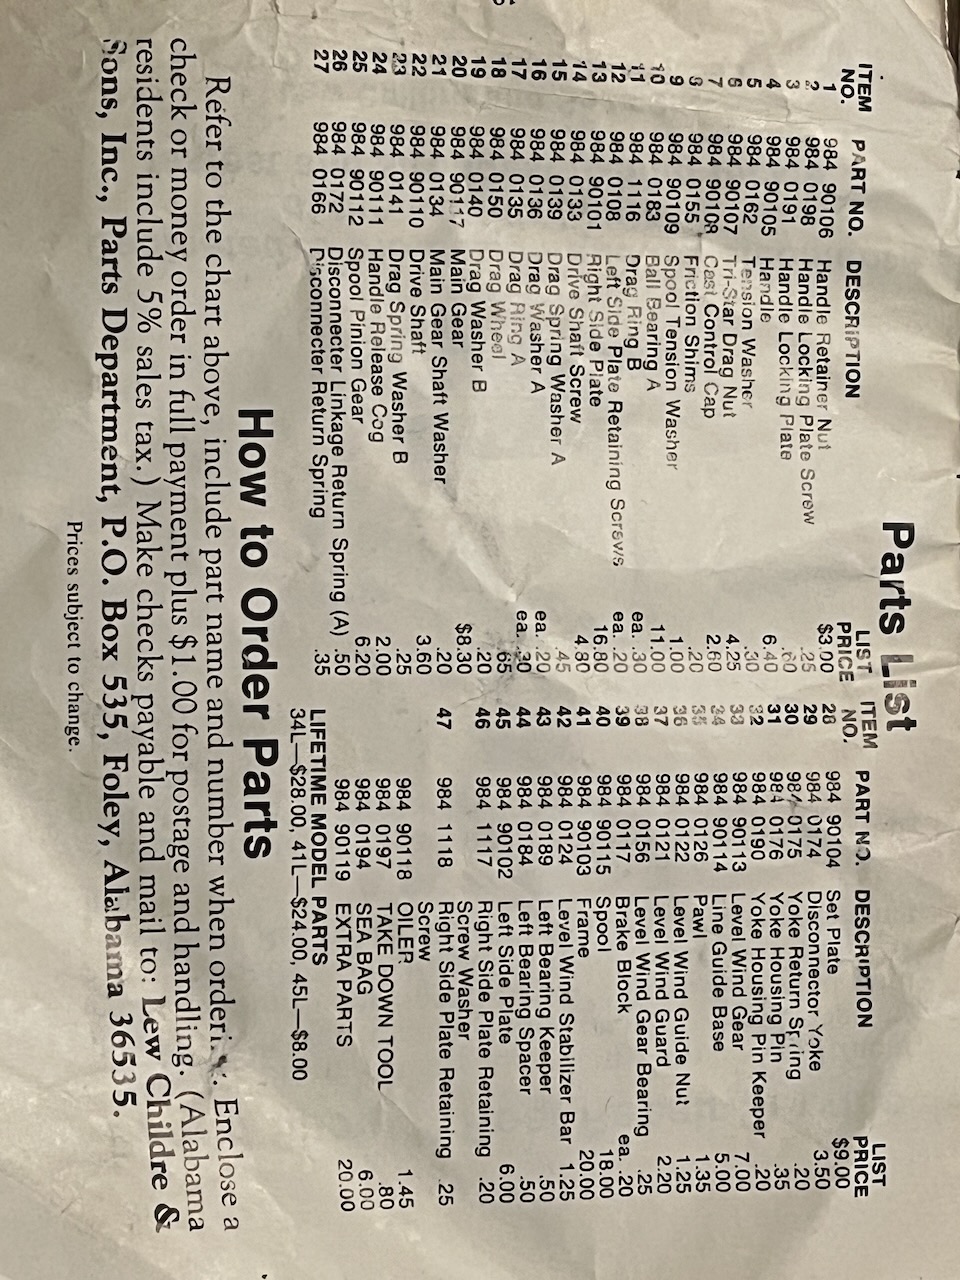 Parts List
ITEM NO. PART NO. DESCRIPTION LIST PRICE
1 984 90106 Handle Retainer Nut $3.00
2 984 0198 Handle Locking Plate Screw .25
3 984 0191 Handle Locking Plate .60
4 984 90105 Handle 6.40
5 984 0162 Tension Washer .30
6 984 90107 Tri-Star Drag Nut 4.25
7 984 90108 Cast Control Cap 2.60
8 984 0155 Friction Shims .20
9 984 90109 Spool Tension Washer 1.00
10 984 0183 Ball Bearing A 11.00
11 984 1116 Drag Ring B ea. .30
12 984 0108 Left Side Plate Retaining Screws ea. .20
13 984 90101 Right Side Plate 16.90
14 984 0133 Drive Shaft Screw 4.80
15 984 0139 Drag Spring Washer A .45
16 984 0136 Drag Washer A ea. .20
17 984 0135 Drag Ring A ea. .30
18 984 0150 Drag Wheel .65
19 984 0140 Drag Washer B .20
20 984 90117 Main Gear $8.30
21 984 0134 Main Gear Shaft Washer .20
22 984 90110 Drive Shaft 3.60
23 984 0141 Drag Spring Washer B .25
24 984 90111 Handle Release Cog 2.00
25 984 90112 Spool Pinion Gear 6.20
26 984 0172 Disconnecter Linkage Return Spring (A) .50
27 984 0166 Disconnecter Return Spring .35
ITEM NO. PART NO. DESCRIPTION LIST PRICE
28 984 90104 Set Plate $9.00
29 984 0174 Disconnector Yoke 3.50
30 984 0175 Yoke Return Spring .20
31 984 0176 Yoke Housing Pin .35
32 984 0190 Yoke Housing Pin Keeper .20
33 984 90113 Level Wind Gear 7.00
34 984 90114 Line Guide Base 5.00
35 984 0126 Pawl 1.35
36 984 0122 Level Wind Guide Nut 1.25
37 984 0121 Level Wind Guard 2.20
38 984 0156 Level Wind Gear Bearing .25
39 984 0117 Brake Block ea. .20
40 984 90115 Spool 18.00
41 984 90103 Frame 20.00
42 984 0124 Level Wind Stabilizer Bar 1.25
43 984 0189 Left Bearing Keeper .50
44 984 0184 Left Bearing Spacer .50
45 984 90102 Left Side Plate 6.00
46 984 1117 Right Side Plate Retaining .20
Screw Washer
47 984 1118 Right Side Plate Retaining .25
Screw
984 90118 OILER 1.45
984 0197 TAKE DOWN TOOL .80
984 0194 SEA BAG 6.00
984 90119 EXTRA PARTS 20.00
LIFETIME MODEL PARTS
34L—$28.00, 41L—$24.00, 45L—$8.00
How to Order Parts
Refer to the chart above, include part name and number when ordering. Enclose a
check or money order in full payment plus $1.00 for postage and handling. (Alabama
residents include 5% sales tax.) Make checks payable and mail to: Lew Childre &
Sons, Inc., Parts Department, P.O. Box 535, Foley, Alabama 36535.
Prices subject to change.